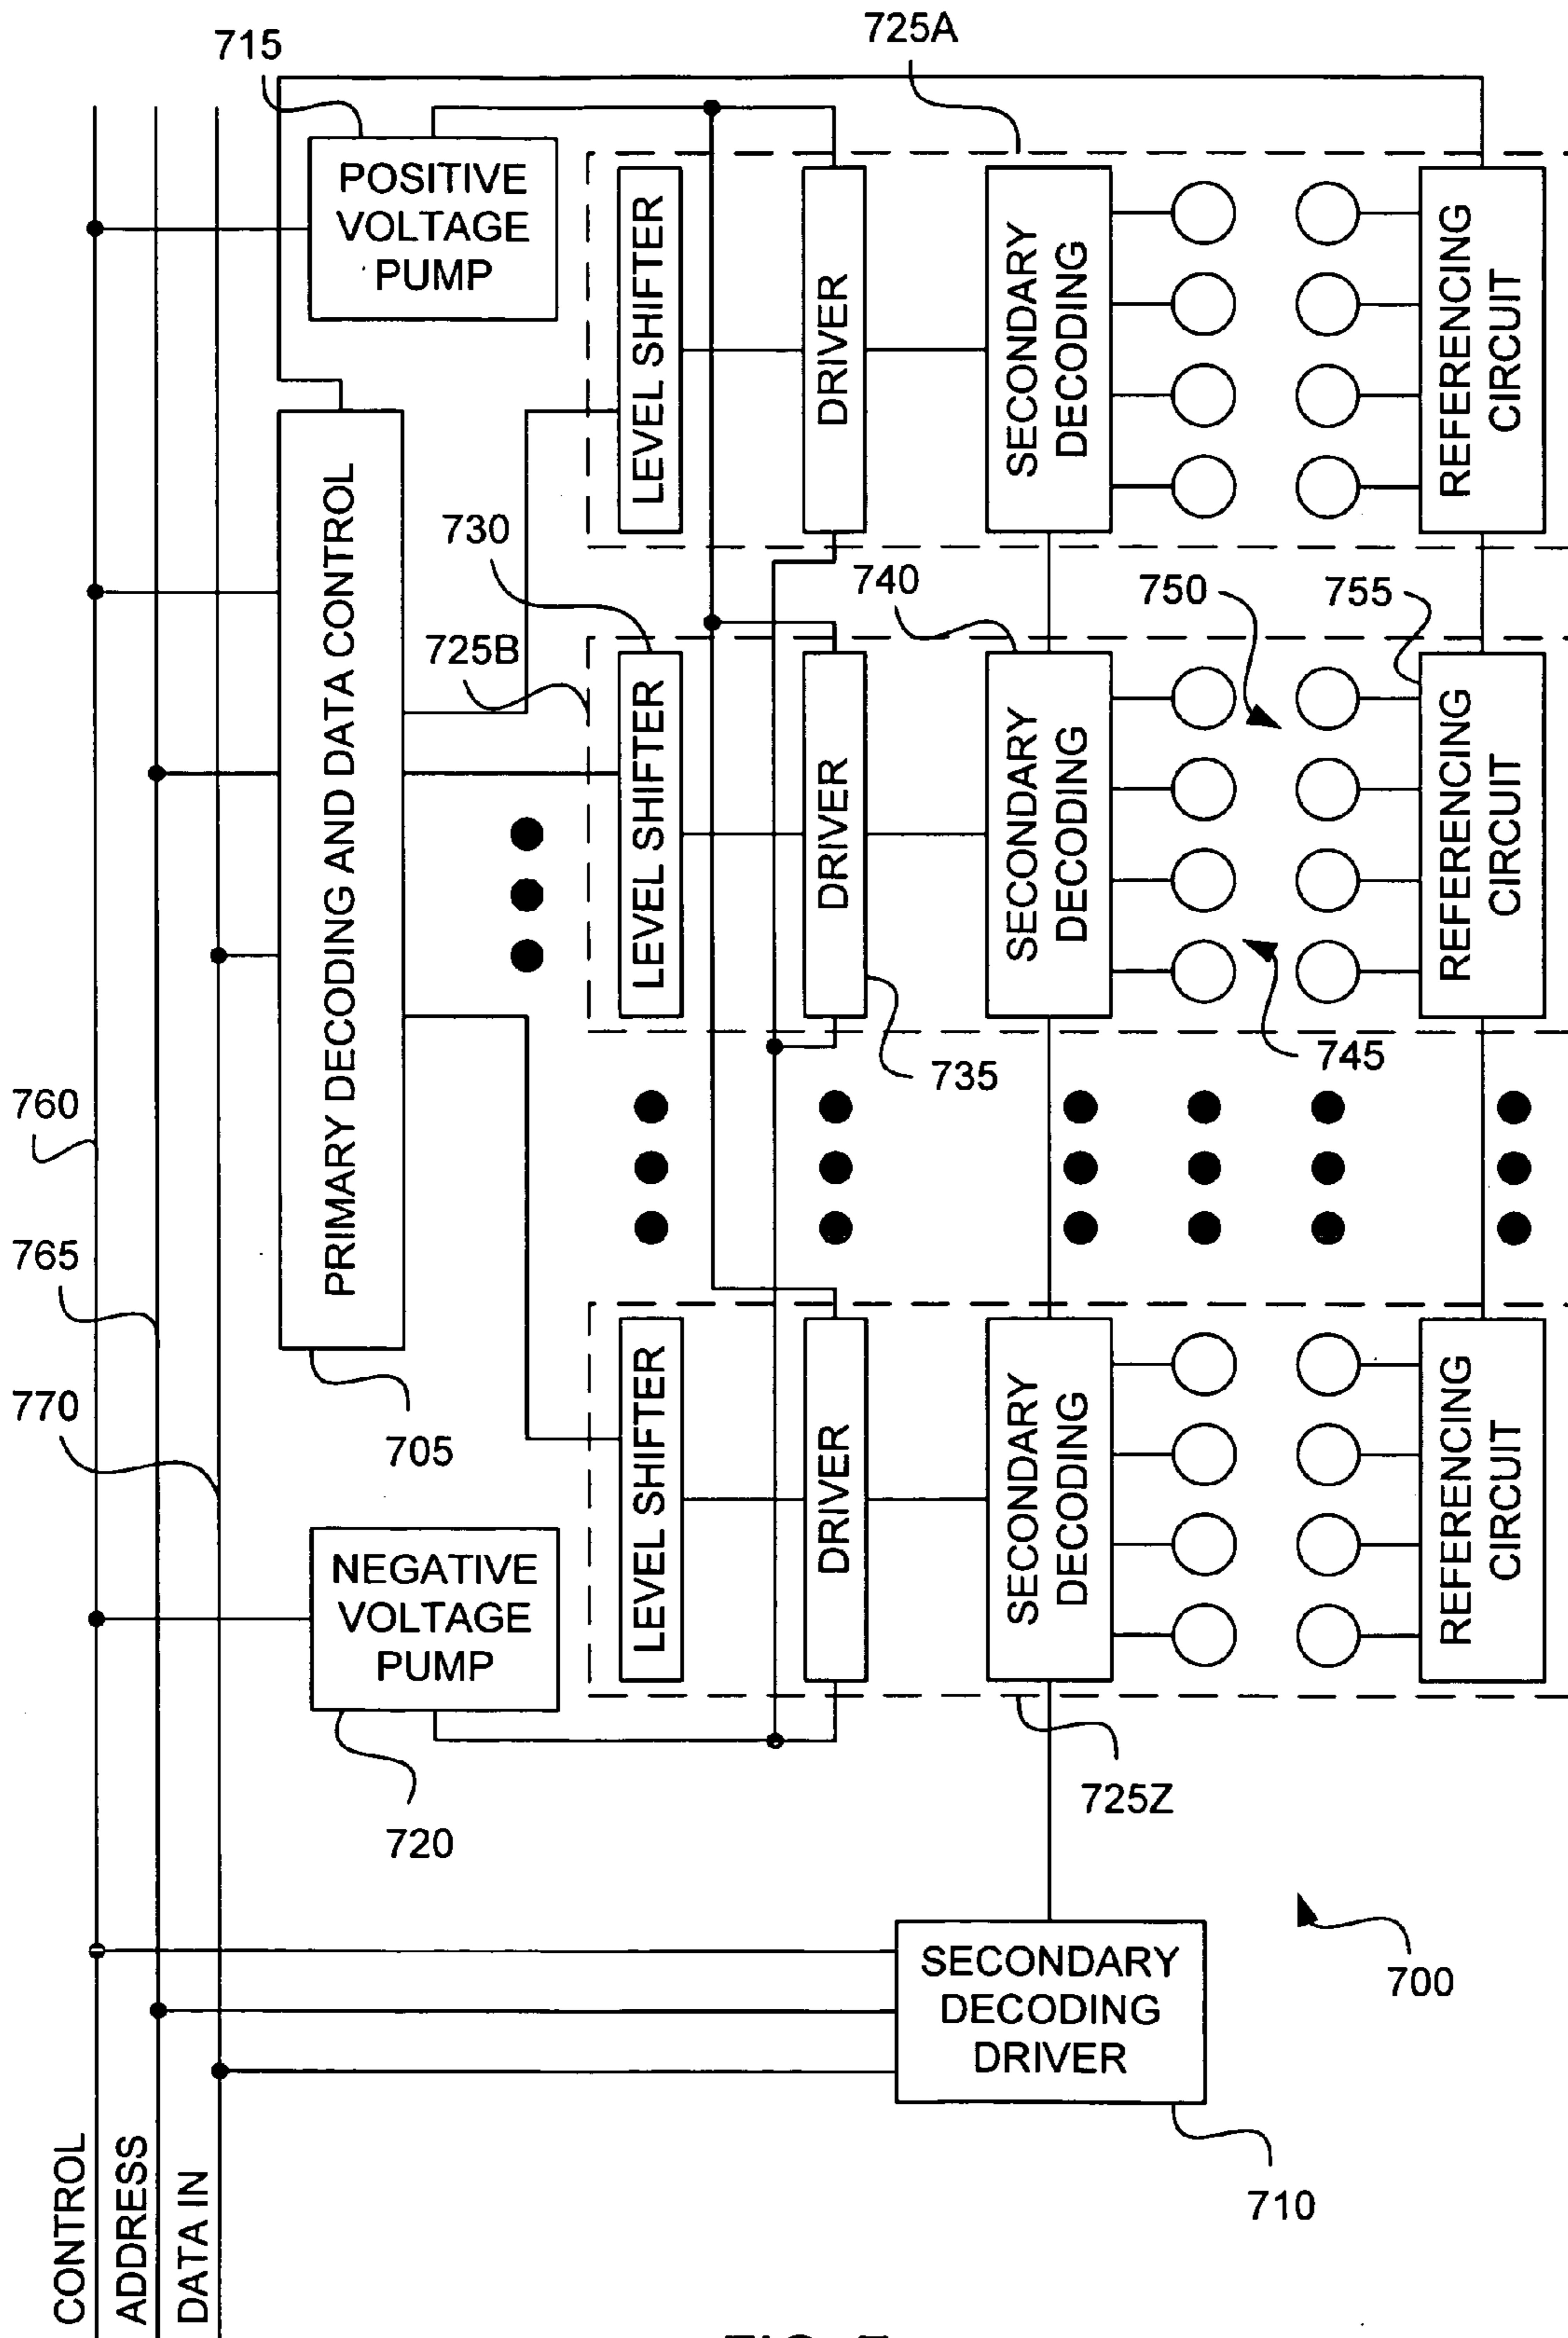 715
725A
POSITIVE
VOLTAGE
PUMP
LEVEL SHIFTER
DRIVER
SECONDARY
DECODING
REFERENCING
CIRCUIT
PRIMARY DECODING AND DATA CONTROL
730
740
750
755
725B
LEVEL SHIFTER
DRIVER
SECONDARY
DECODING
REFERENCING
CIRCUIT
735
745
760
765
770
705
LEVEL SHIFTER
DRIVER
SECONDARY
DECODING
REFERENCING
CIRCUIT
NEGATIVE
VOLTAGE
PUMP
725Z
720
SECONDARY
DECODING
DRIVER
700
710
CONTROL
ADDRESS
DATA IN